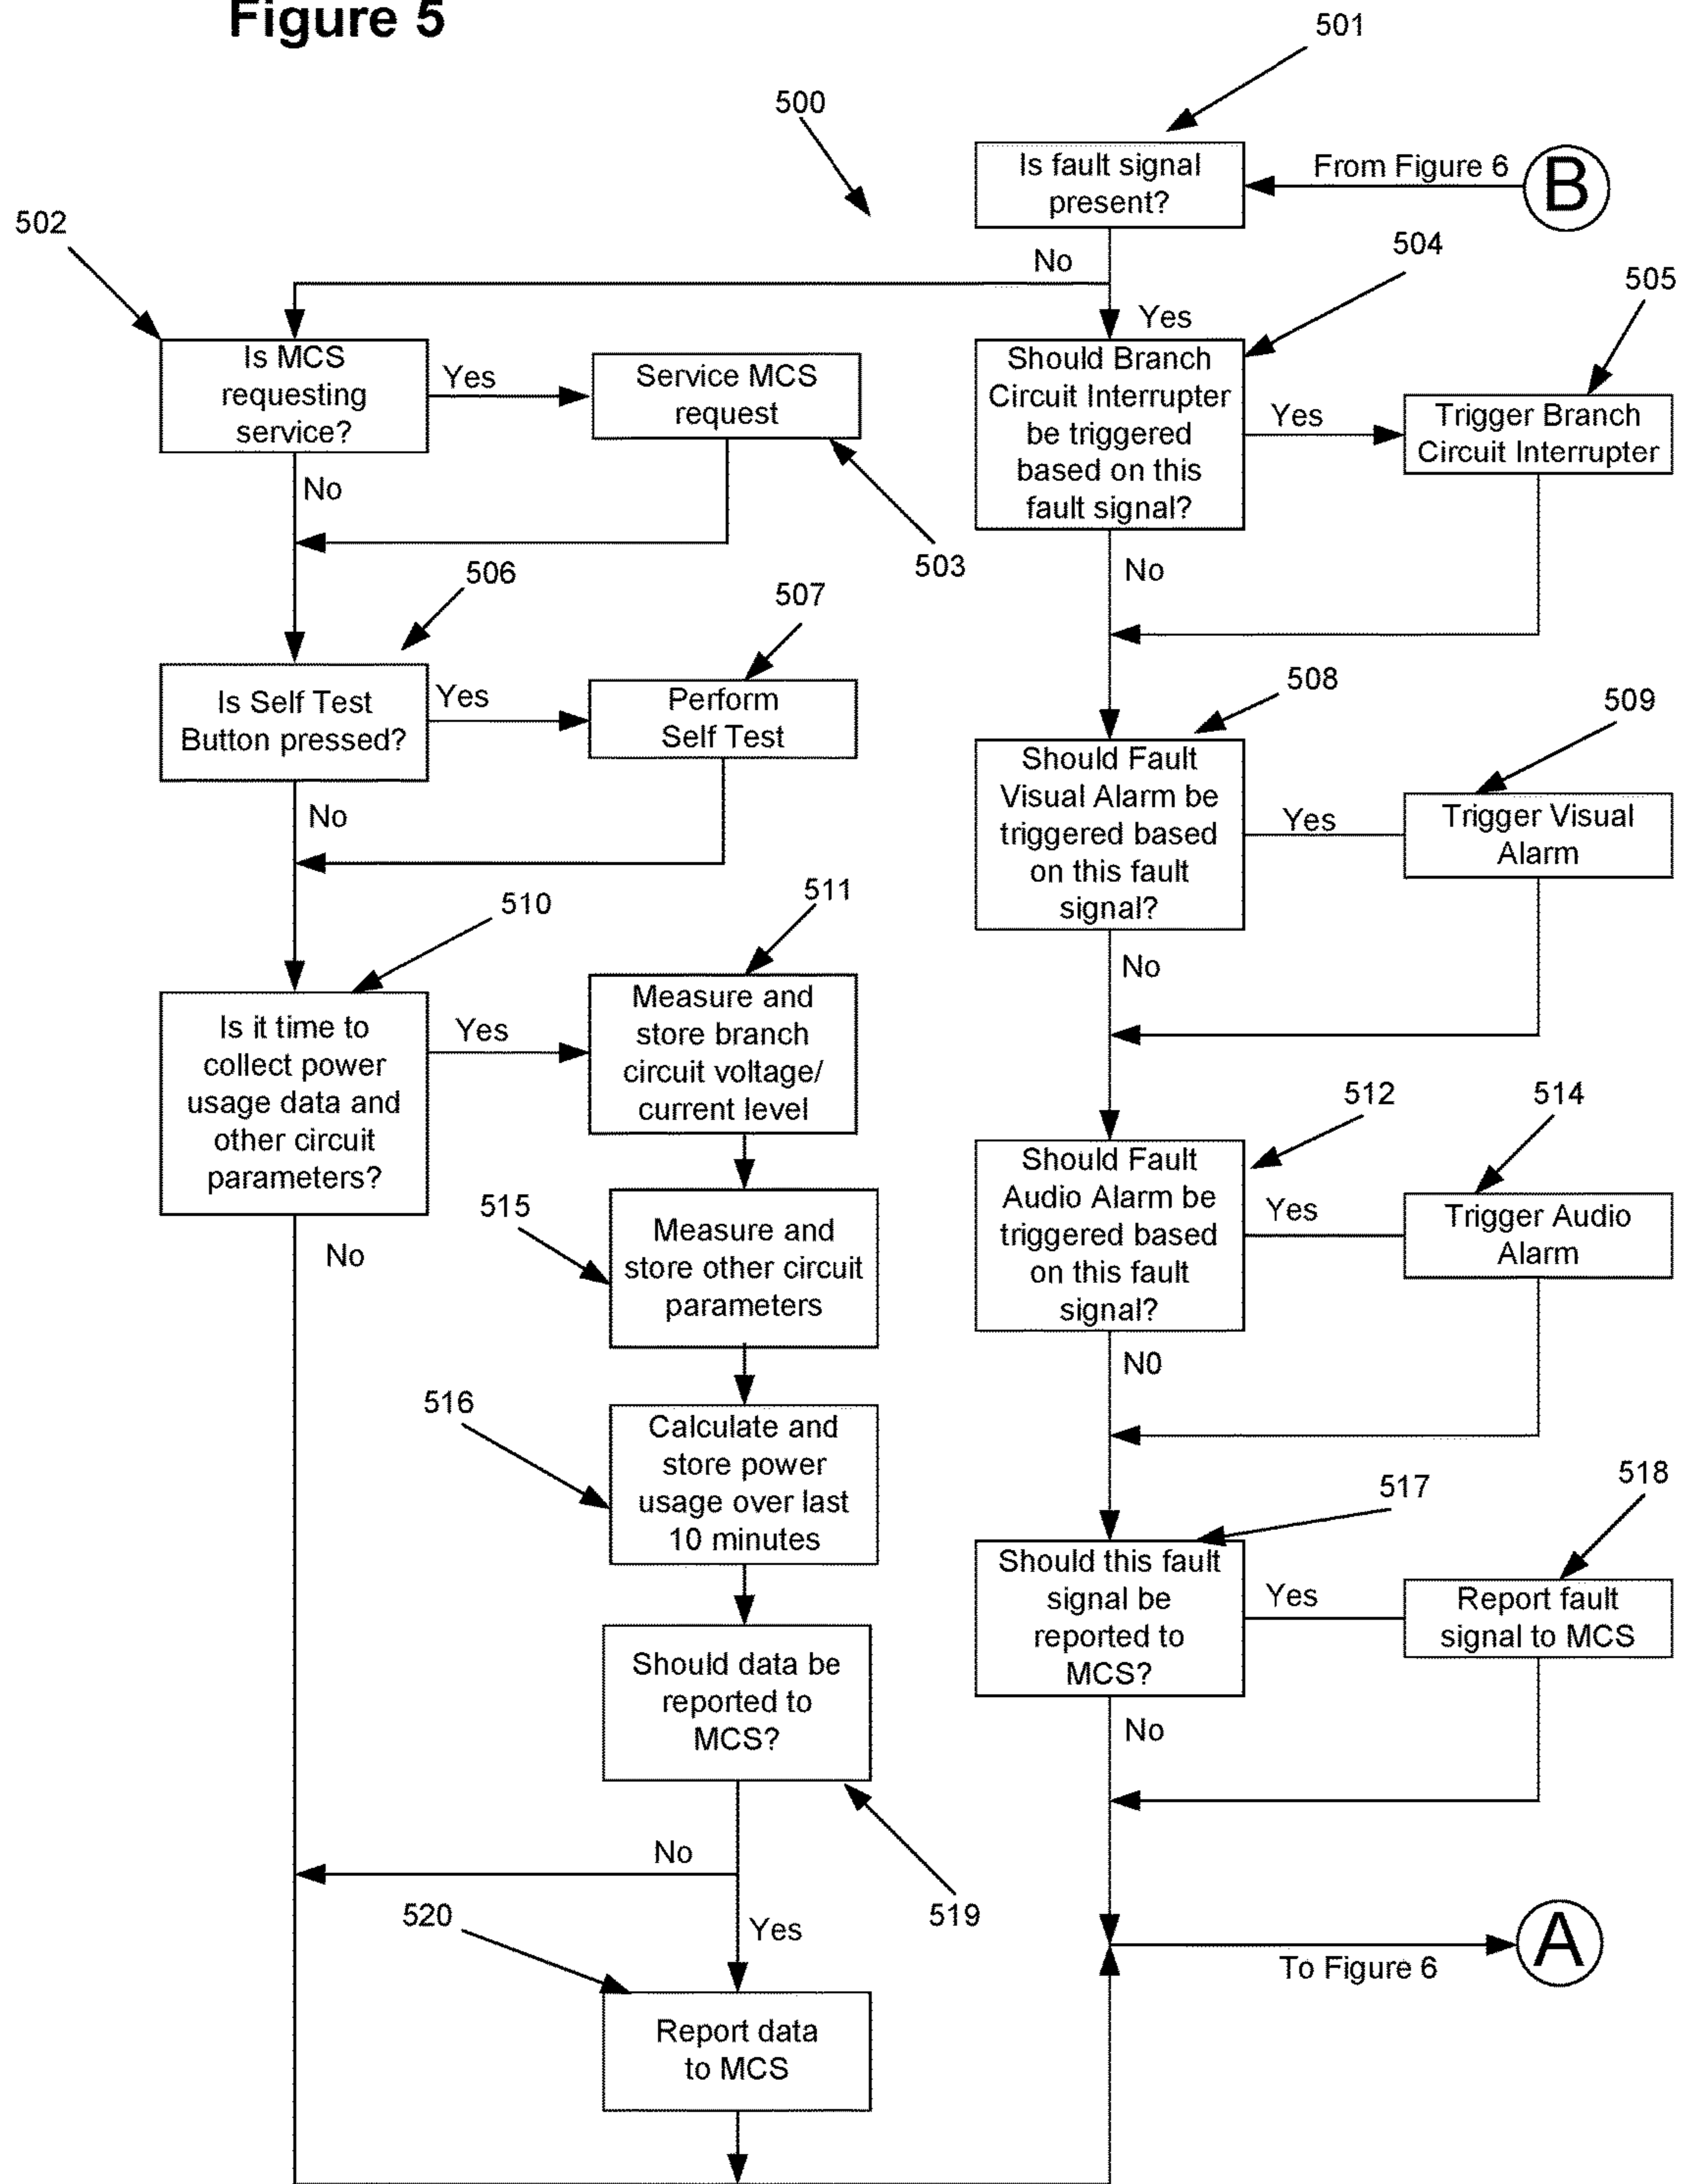 Figure 5
501
500
Is fault signal
present?
From Figure 6
B
502
504
505
No
Yes
Is MCS
requesting
service?
Yes
Service MCS
request
Should Branch
Circuit Interrupter
be triggered
based on this
fault signal?
Yes
Trigger Branch
Circuit Interrupter
No
503
No
506
507
508
509
Is Self Test
Button pressed?
Yes
Perform
Self Test
Should Fault
Visual Alarm be
triggered based
on this fault
signal?
Yes
Trigger Visual
Alarm
No
510
511
No
Is it time to
collect power
usage data and
other circuit
parameters?
Yes
Measure and
store branch
circuit voltage/
current level
512
514
515
Measure and
store other circuit
parameters
Should Fault
Audio Alarm be
triggered based
on this fault
signal?
Yes
Trigger Audio
Alarm
No
N0
516
Calculate and
store power
usage over last
10 minutes
517
518
Should this fault
signal be
reported to
MCS?
Yes
Report fault
signal to MCS
Should data be
reported to
MCS?
No
No
519
520
Yes
A
To Figure 6
Report data
to MCS